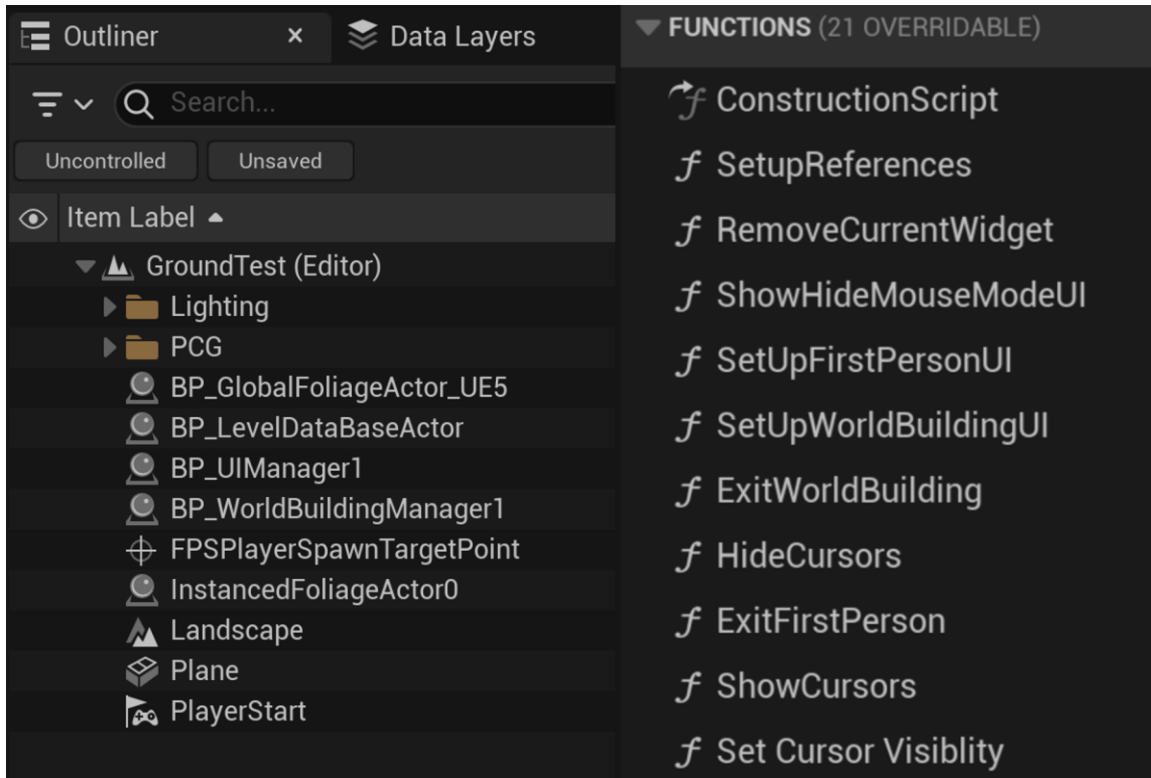 Outliner
Data Layers
Search...
Uncontrolled
Unsaved
Item Label
GroundTest (Editor)
Lighting
PCG
BP_GlobalFoliageActor_UE5
BP_LevelDataBaseActor
BP_UIManager1
BP_WorldBuildingManager1
FPSPlayerSpawnTargetPoint
InstancedFoliageActor0
Landscape
Plane
PlayerStart
FUNCTIONS (21 OVERRIDABLE)
ConstructionScript
SetupReferences
RemoveCurrentWidget
ShowHideMouseModeUI
SetUpFirstPersonUI
SetUpWorldBuildingUI
ExitWorldBuilding
HideCursors
ExitFirstPerson
ShowCursors
Set Cursor Visiblity